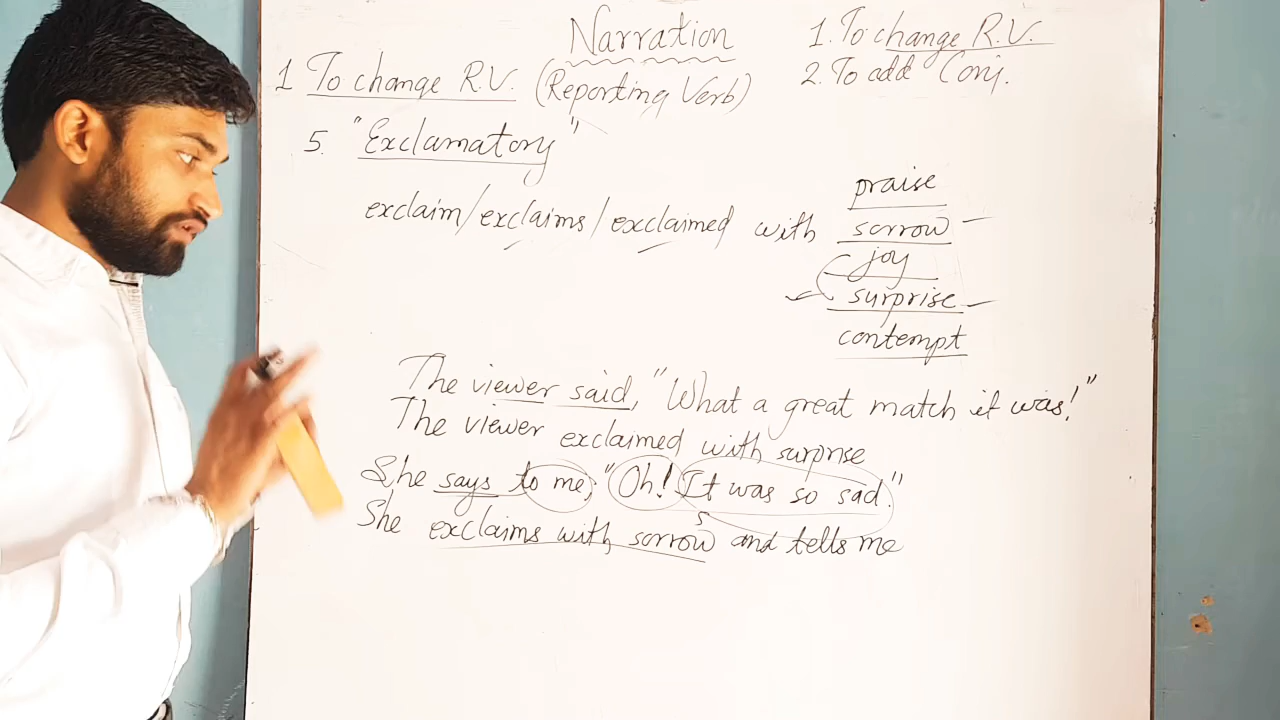 Narration
1. To change R.V.
2. To add Conj.
1 To change R.V. (Reporting Verb)
5. "Exclamatory"
exclaim/exclaims/exclaimed with
praise
sorrow
joy
surprise
contempt
The viewer said, "What a great match it was!"
The viewer exclaimed with surprise
She says to me, "Oh! It was so sad."
S
She exclaims with sorrow and tells me